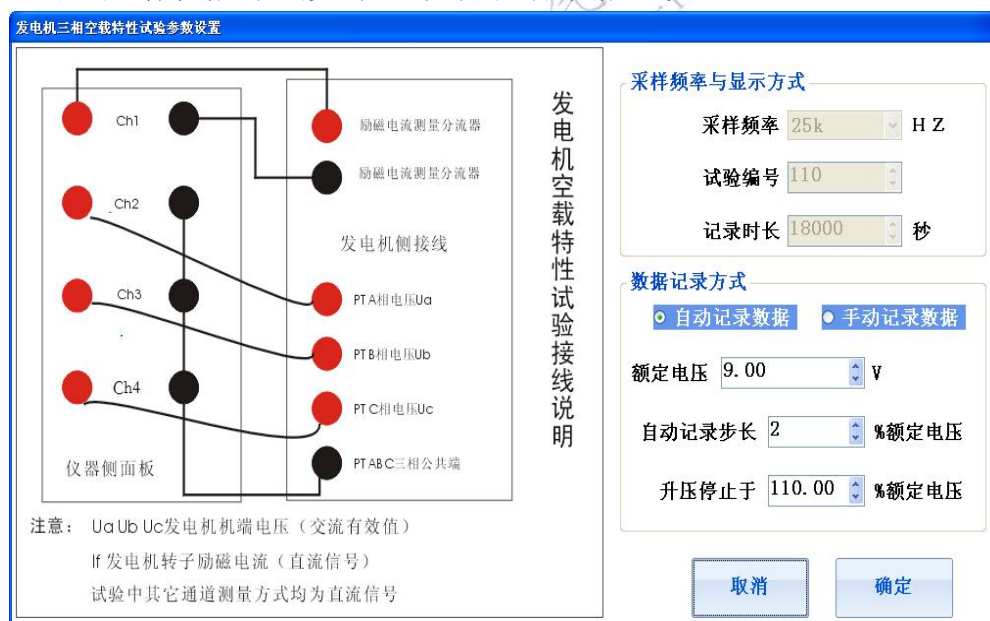 发电机三相空载特性试验参数设置
Ch1
励磁电流测量分流器
励磁电流测量分流器
Ch2
发电机侧接线
Ch3
PT A相电压Ua
PT B相电压Ub
Ch4
PT C相电压Uc
仪器侧面板
PT ABC三相公共端
发电机空载特性试验接线说明
注意： Ua Ub Uc发电机机端电压（交流有效值）
If 发电机转子励磁电流（直流信号）
试验中其它通道测量方式均为直流信号
采样频率与显示方式
采样频率 25k H Z
试验编号 110
记录时长 18000 秒
数据记录方式
自动记录数据 手动记录数据
额定电压 9.00 V
自动记录步长 2 %额定电压
升压停止于 110.00 %额定电压
取消 确定